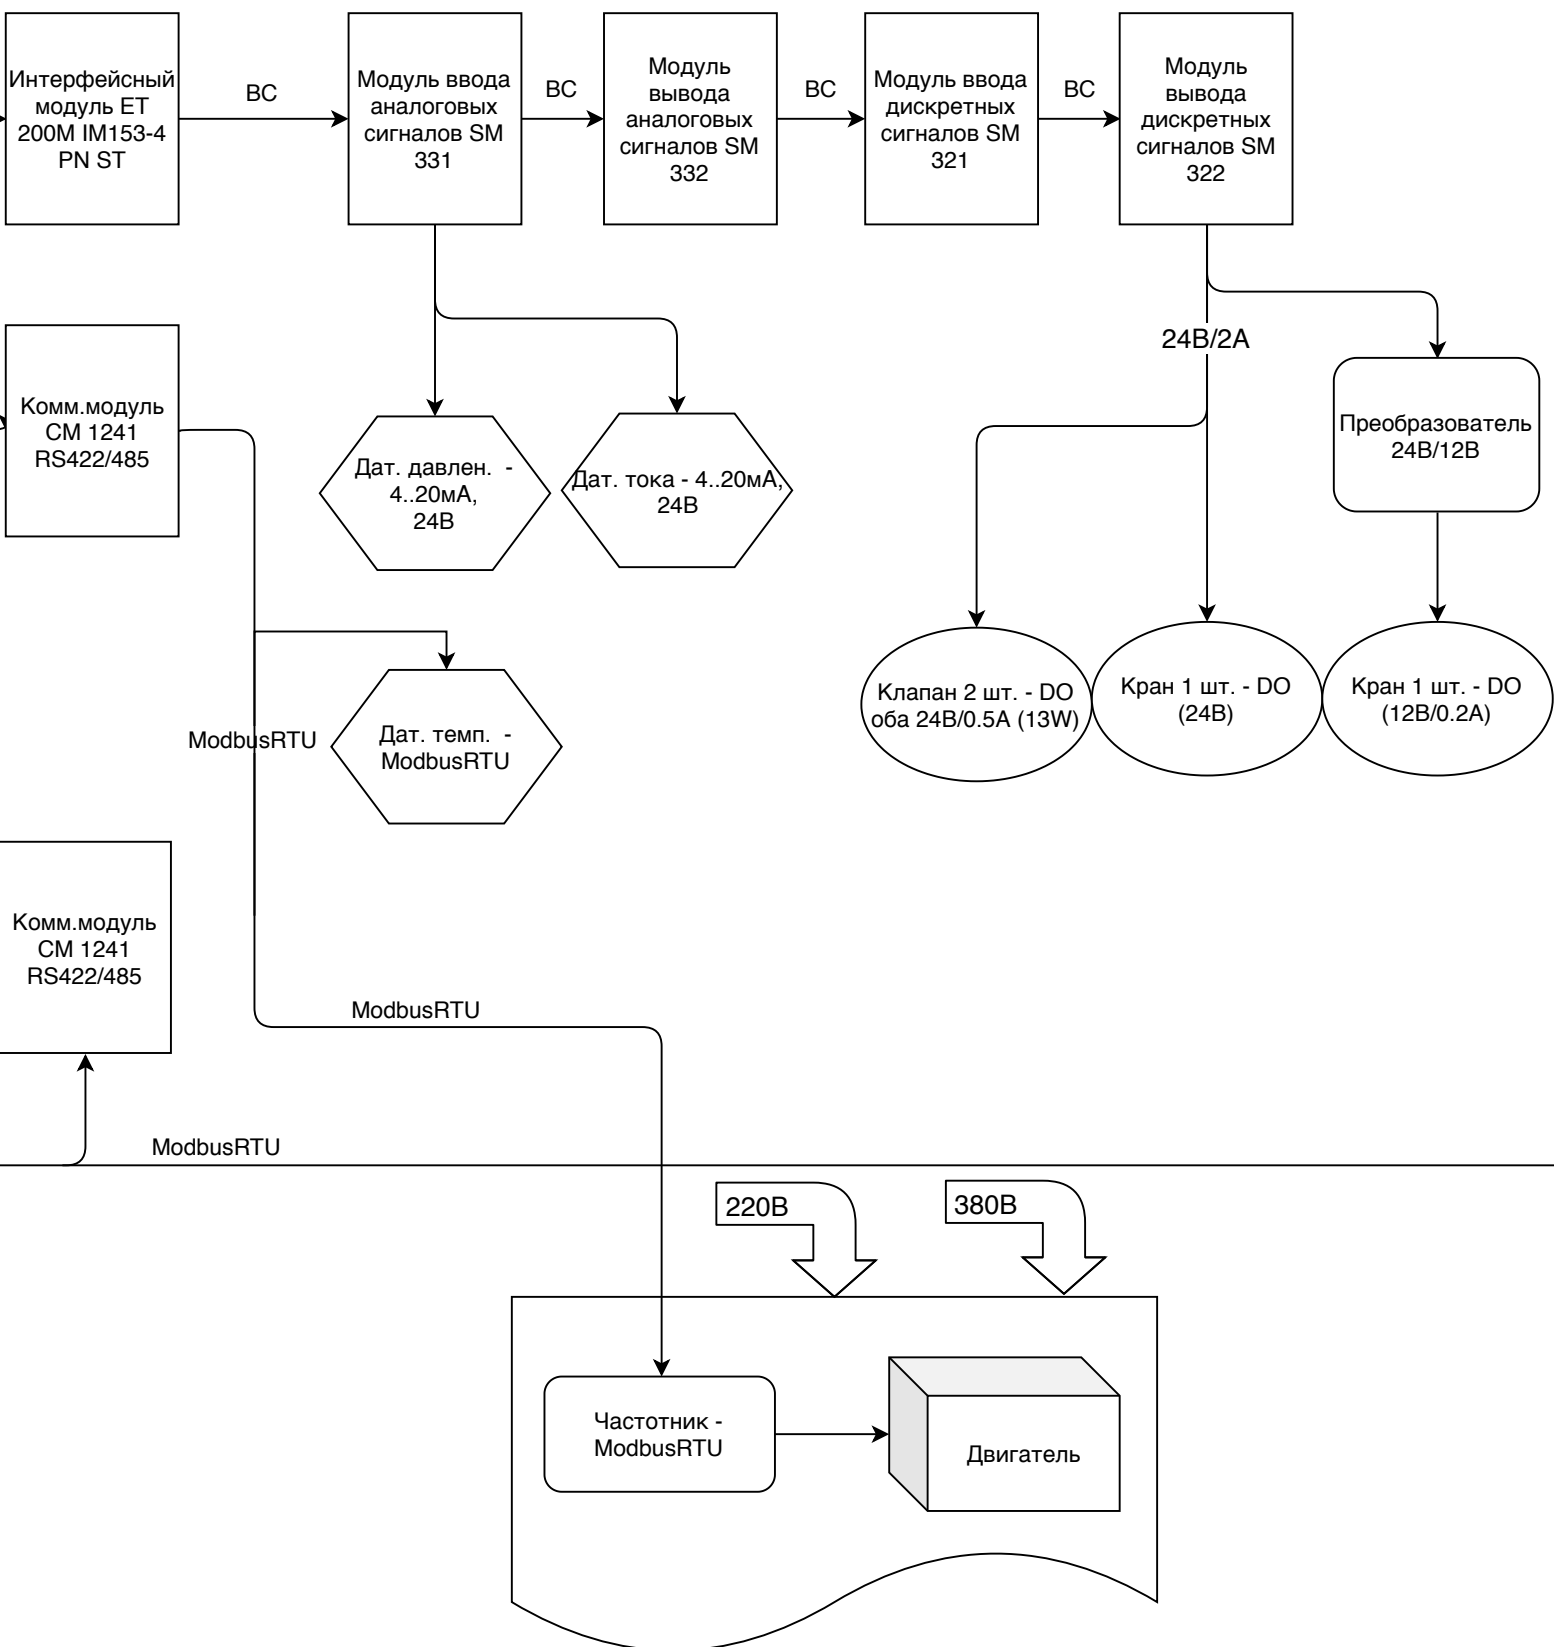 Интерфейсный
модуль ET
200M IM153-4
PN ST
ВС
Модуль ввода
аналоговых
сигналов SM
331
ВС
Модуль
вывода
аналоговых
сигналов SM
332
ВС
Модуль ввода
дискретных
сигналов SM
321
ВС
Модуль
вывода
дискретных
сигналов SM
322
24В/2А
Комм.модуль
CM 1241
RS422/485
Дат. давлен. -
4..20мА,
24В
Дат. тока - 4..20мА,
24В
Преобразователь
24В/12В
Клапан 2 шт. - DO
оба 24В/0.5А (13W)
Кран 1 шт. - DO
(24В)
Кран 1 шт. - DO
(12В/0.2А)
ModbusRTU
Дат. темп. -
ModbusRTU
Комм.модуль
CM 1241
RS422/485
ModbusRTU
ModbusRTU
220В
380В
Частотник -
ModbusRTU
Двигатель